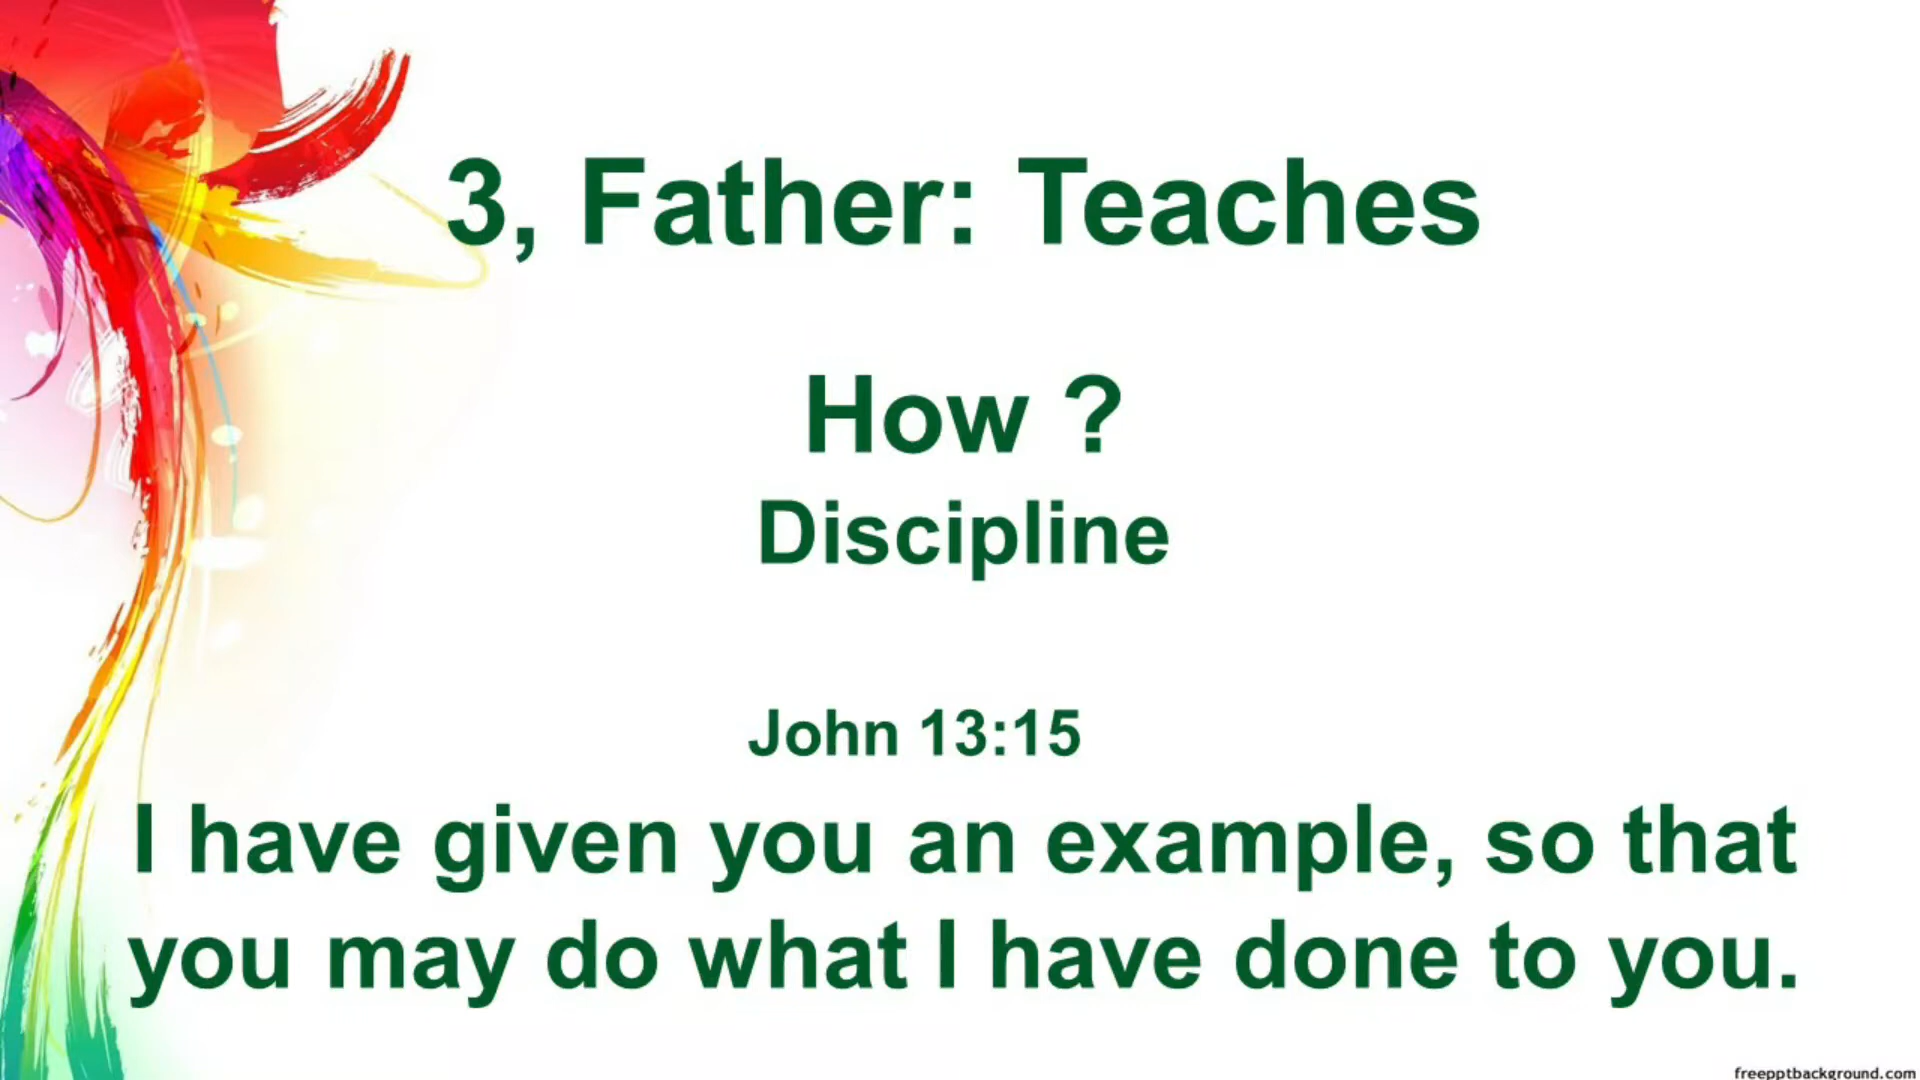 3, Father: Teaches
How ?
Discipline
John 13:15
I have given you an example, so that
you may do what I have done to you.
freepptbackground.com